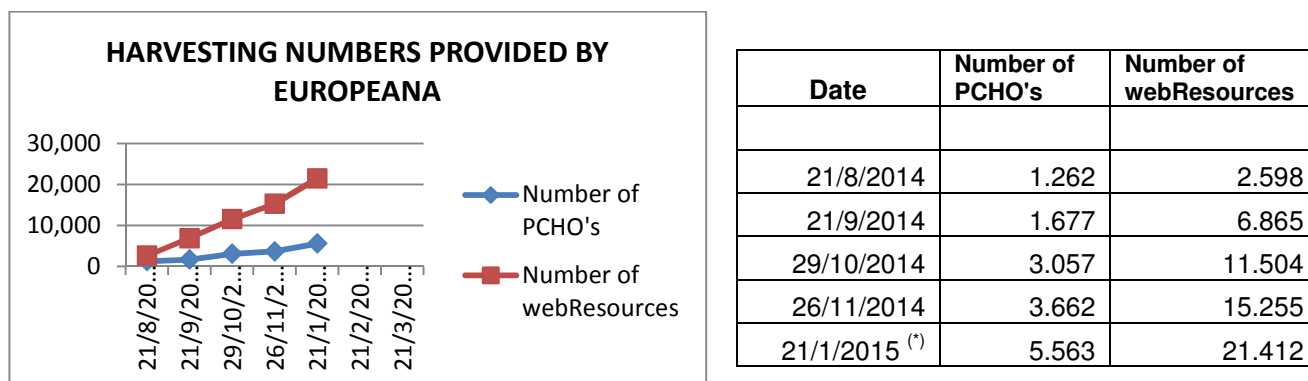 HARVESTING NUMBERS PROVIDED BY
EUROPEANA
30,000
20,000
10,000
0
21/8/20...
21/9/20...
29/10/2...
26/11/2...
21/1/20...
21/2/20...
21/3/20...
Number of
PCHO's
Number of
webResources
Date Number of PCHO's Number of webResources
21/8/2014 1.262 2.598
21/9/2014 1.677 6.865
29/10/2014 3.057 11.504
26/11/2014 3.662 15.255
21/1/2015 (*) 5.563 21.412